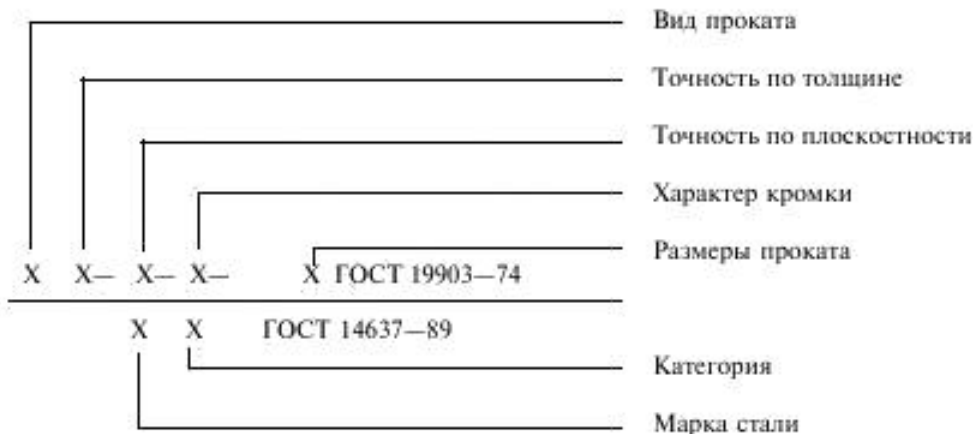 Вид проката
Точность по толщине
Точность по плоскостности
Характер кромки
Размеры проката
Х Х— Х— Х— Х ГОСТ 19903—74
Х Х ГОСТ 14637—89
Категория
Марка стали